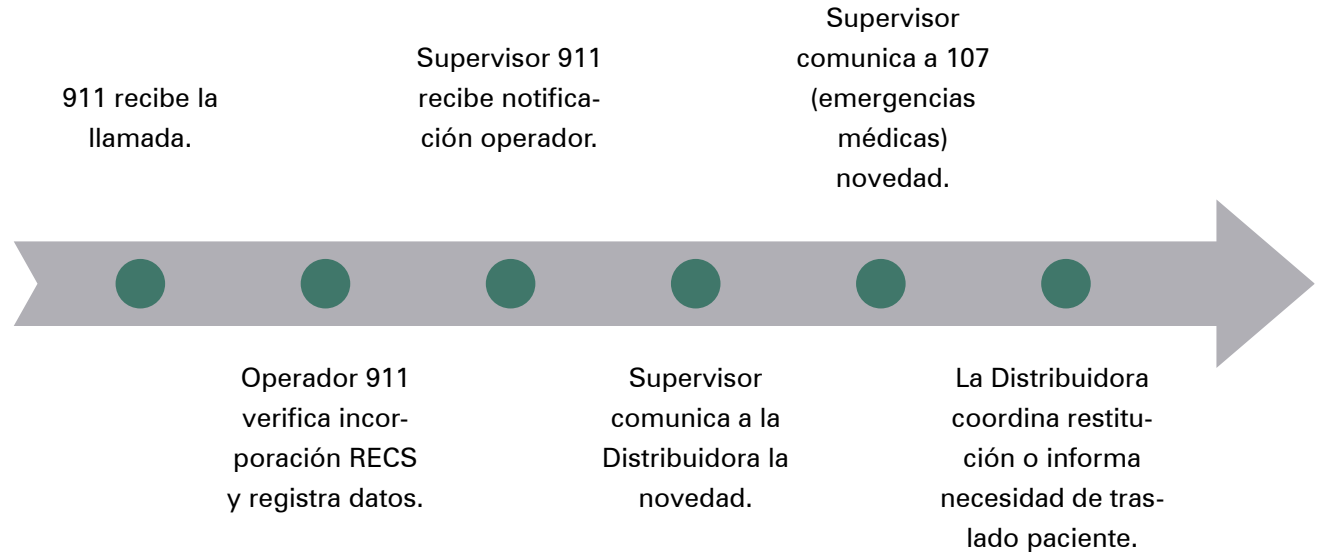 911 recibe la
llamada.
Operador 911
verifica incor-
poración RECS
y registra datos.
Supervisor 911
recibe notifica-
ción operador.
Supervisor
comunica a la
Distribuidora la
novedad.
Supervisor
comunica a 107
(emergencias
médicas)
novedad.
La Distribuidora
coordina restitu-
ción o informa
necesidad de tras-
lado paciente.